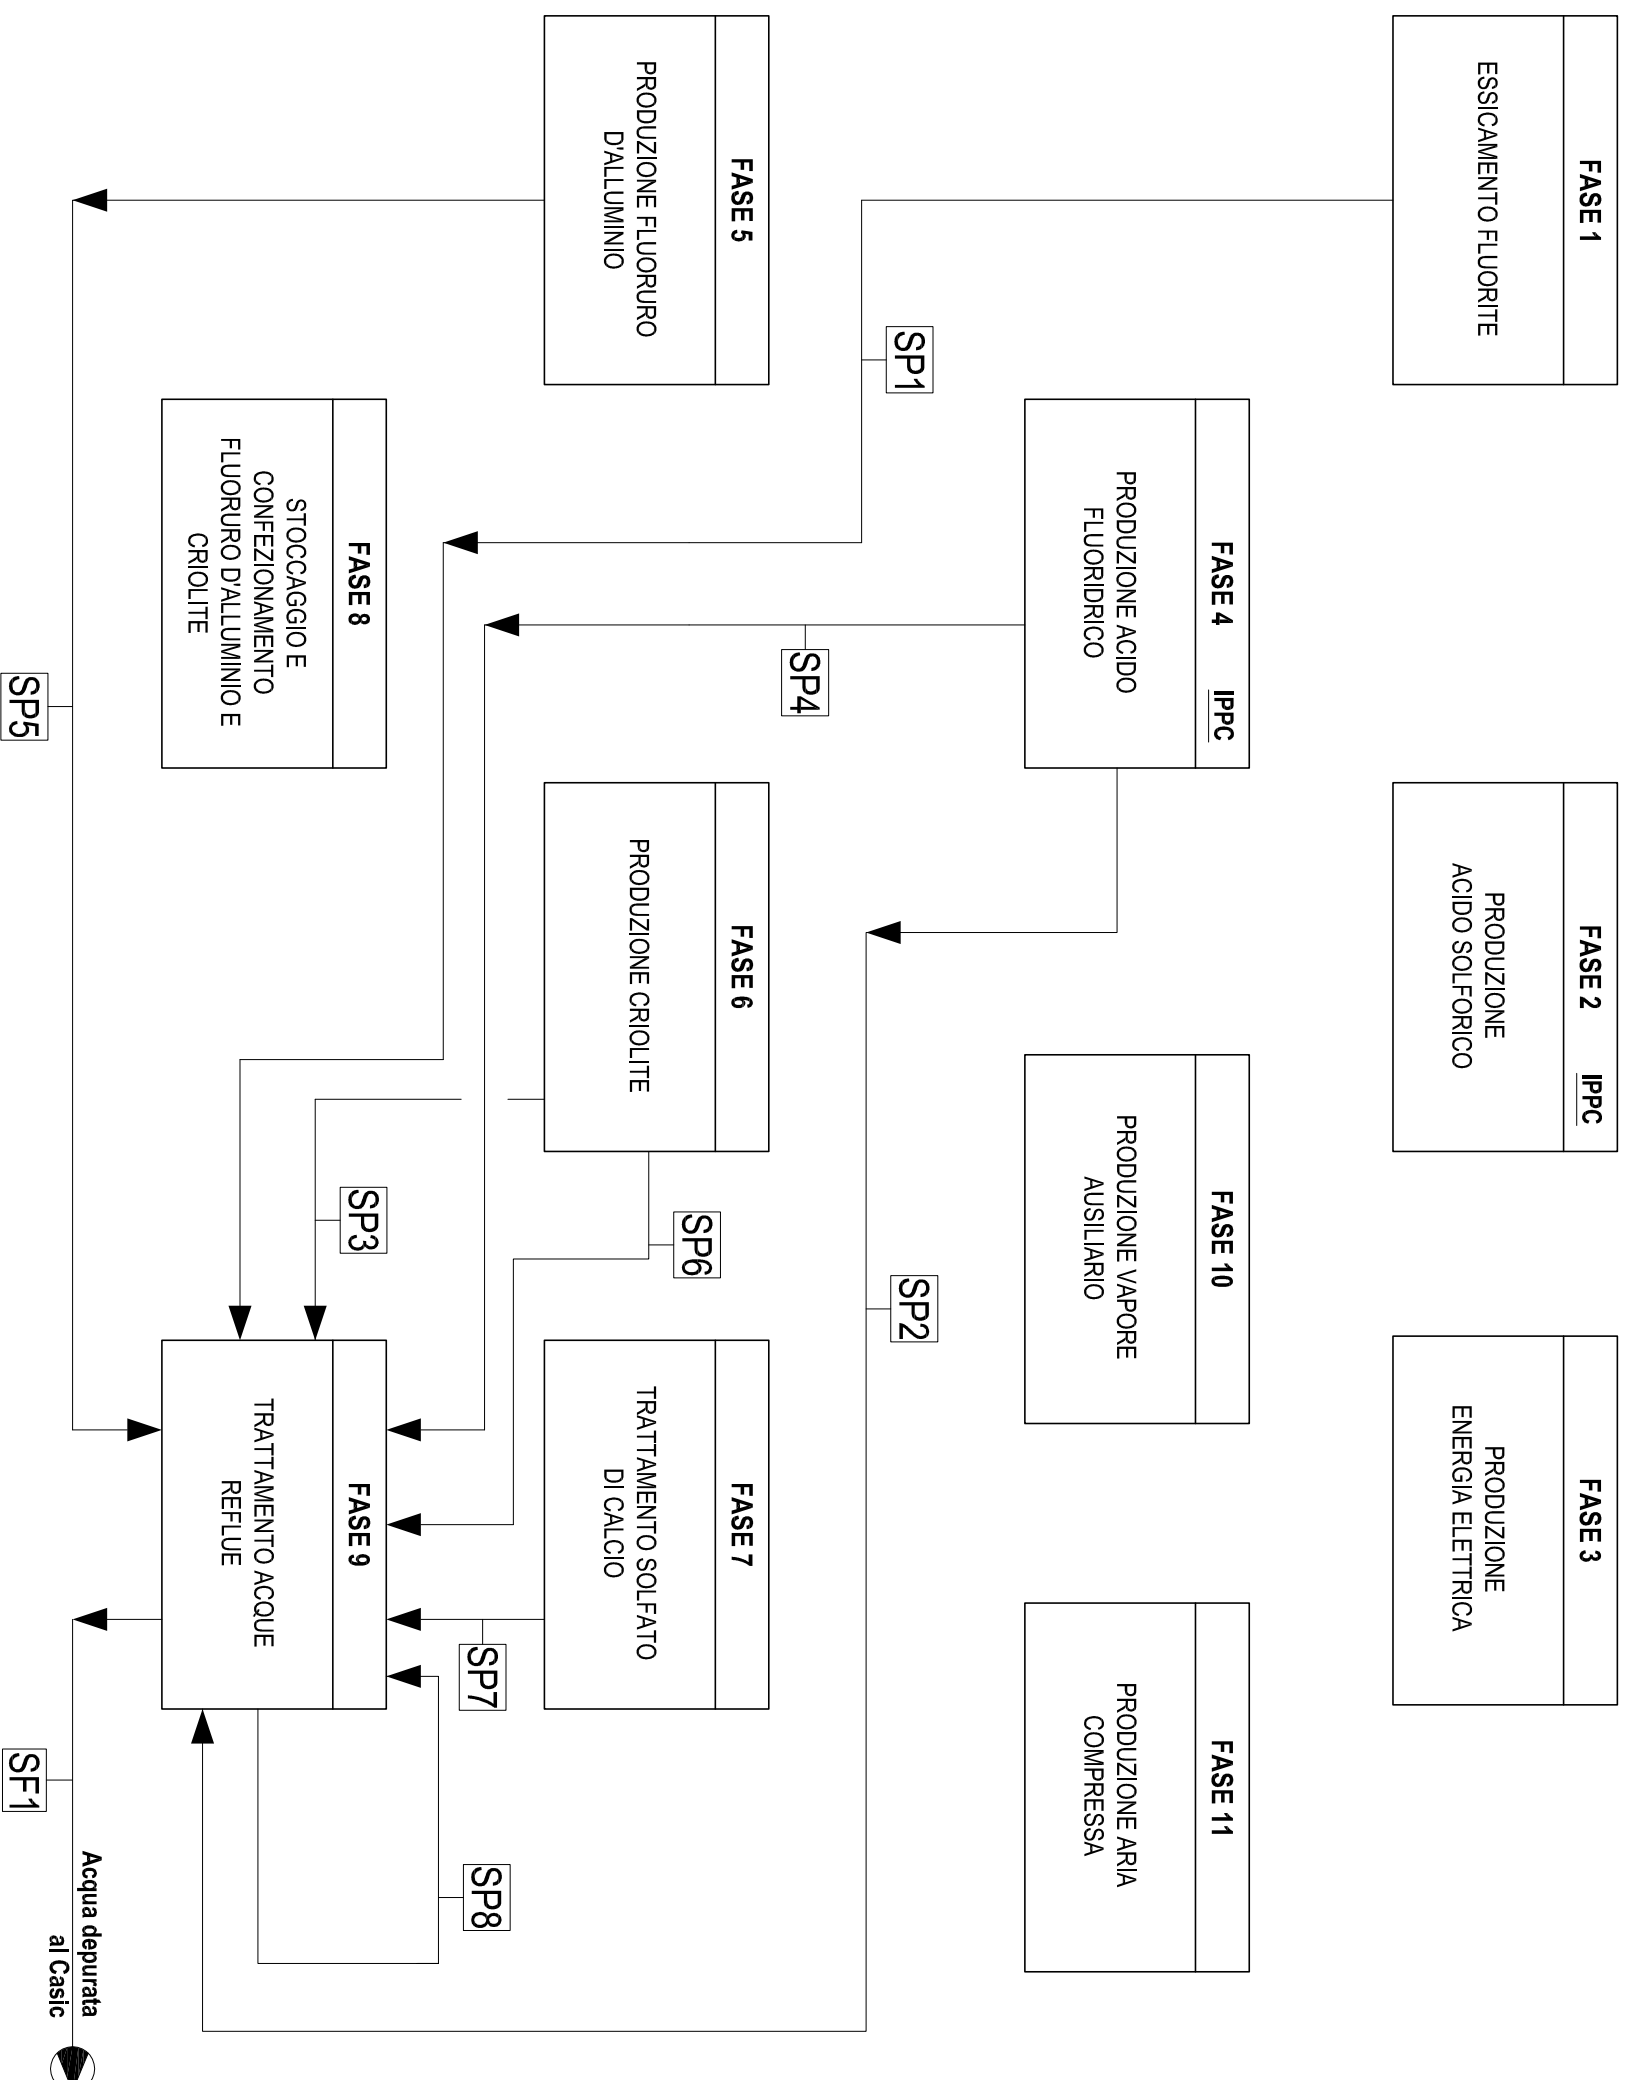 FASE 1
ESSICAMENTO FLUORITE
FASE 2
IPPC
PRODUZIONE
ACIDO SOLFORICO
FASE 3
PRODUZIONE
ENERGIA ELETTRICA
FASE 4
IPPC
PRODUZIONE ACIDO
FLUORIDRICO
FASE 10
PRODUZIONE VAPORE
AUSILIARIO
FASE 11
PRODUZIONE ARIA
COMPRESSA
SP1
SP4
SP2
FASE 5
PRODUZIONE FLUORURO
D'ALLUMINIO
FASE 6
PRODUZIONE CRIOLITE
FASE 7
TRATTAMENTO SOLFATO
DI CALCIO
SP6
SP7
SP8
SP3
FASE 8
STOCCAGGIO E
CONFEZIONAMENTO
FLUORURO D'ALLUMINIO E
CRIOLITE
FASE 9
TRATTAMENTO ACQUE
REFLUE
SP5
SF1
Acqua depurata
al Casic